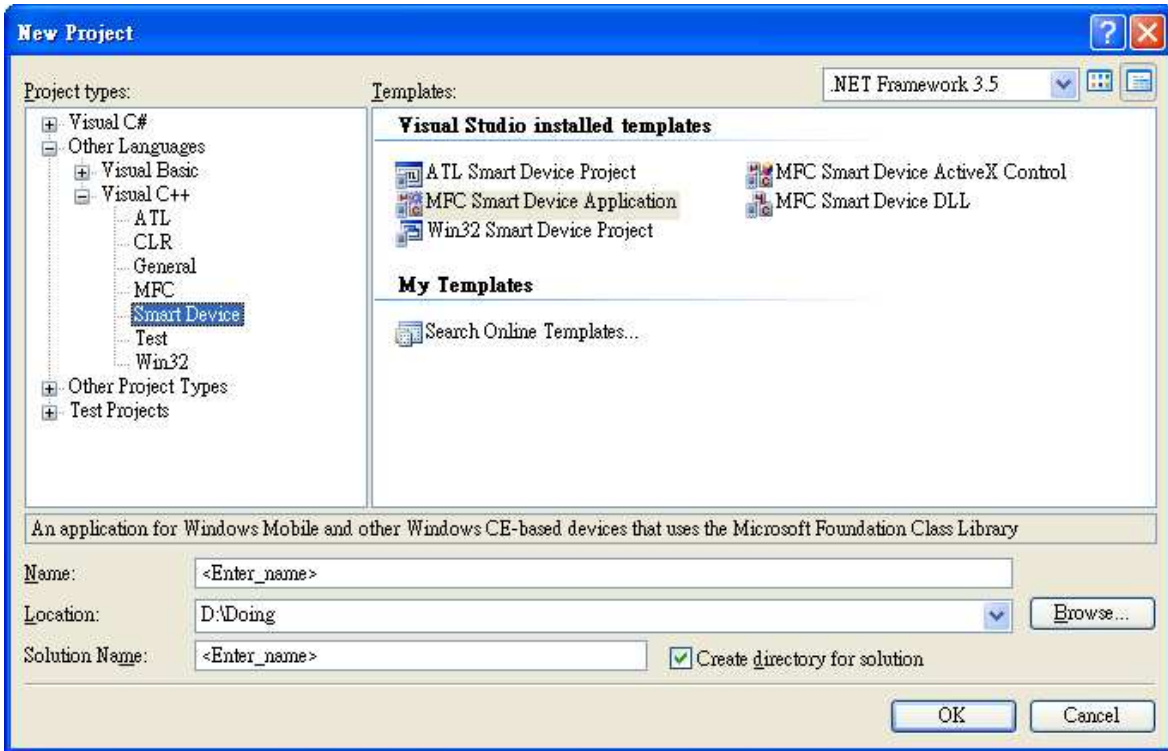 New Project
Project types:
Templates:
.NET Framework 3.5
Visual C#
Other Languages
Visual Basic
Visual C++
ATL
CLR
General
MFC
Smart Device
Test
Win32
Other Project Types
Test Projects
Visual Studio installed templates
ATL Smart Device Project
MFC Smart Device ActiveX Control
MFC Smart Device Application
MFC Smart Device DLL
Win32 Smart Device Project
My Templates
Search Online Templates...
An application for Windows Mobile and other Windows CE-based devices that uses the Microsoft Foundation Class Library
Name:
<Enter_name>
Location:
D:\Doing
Browse...
Solution Name:
<Enter_name>
Create directory for solution
OK
Cancel